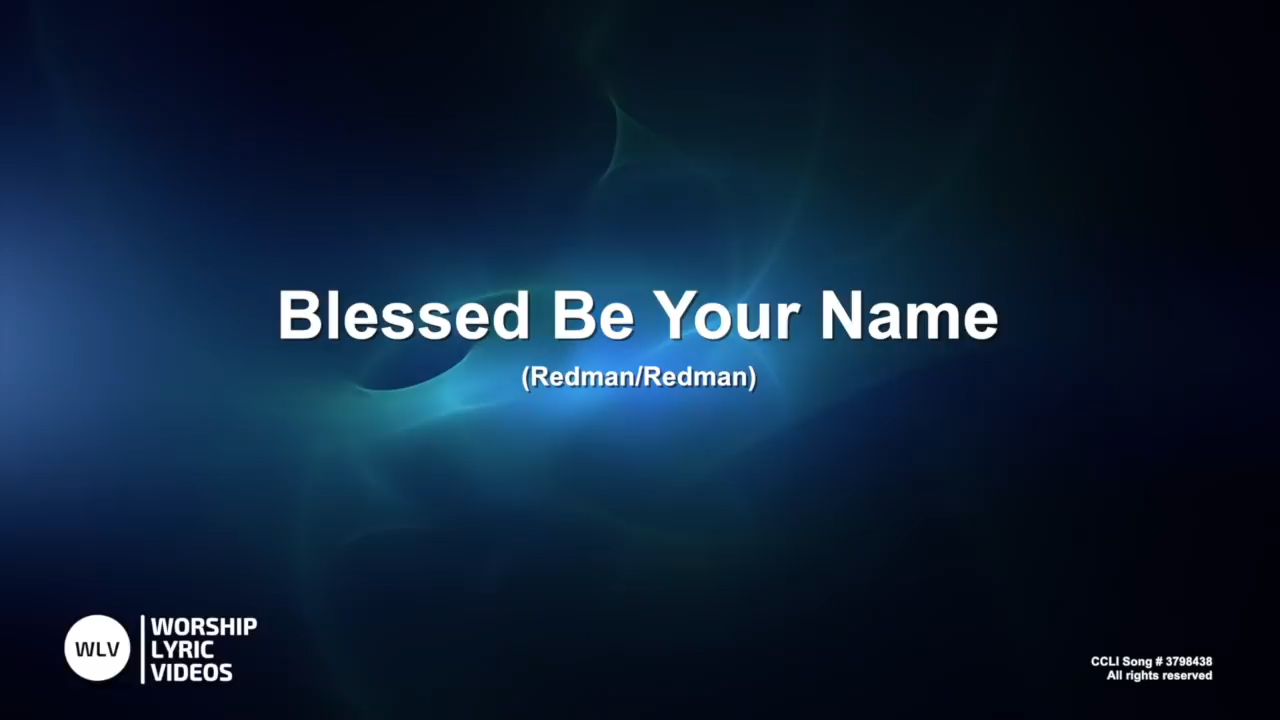 Blessed Be Your Name
(Redman/Redman)
WLV
WORSHIP
LYRIC
VIDEOS
CCLI Song # 3798438
All rights reserved